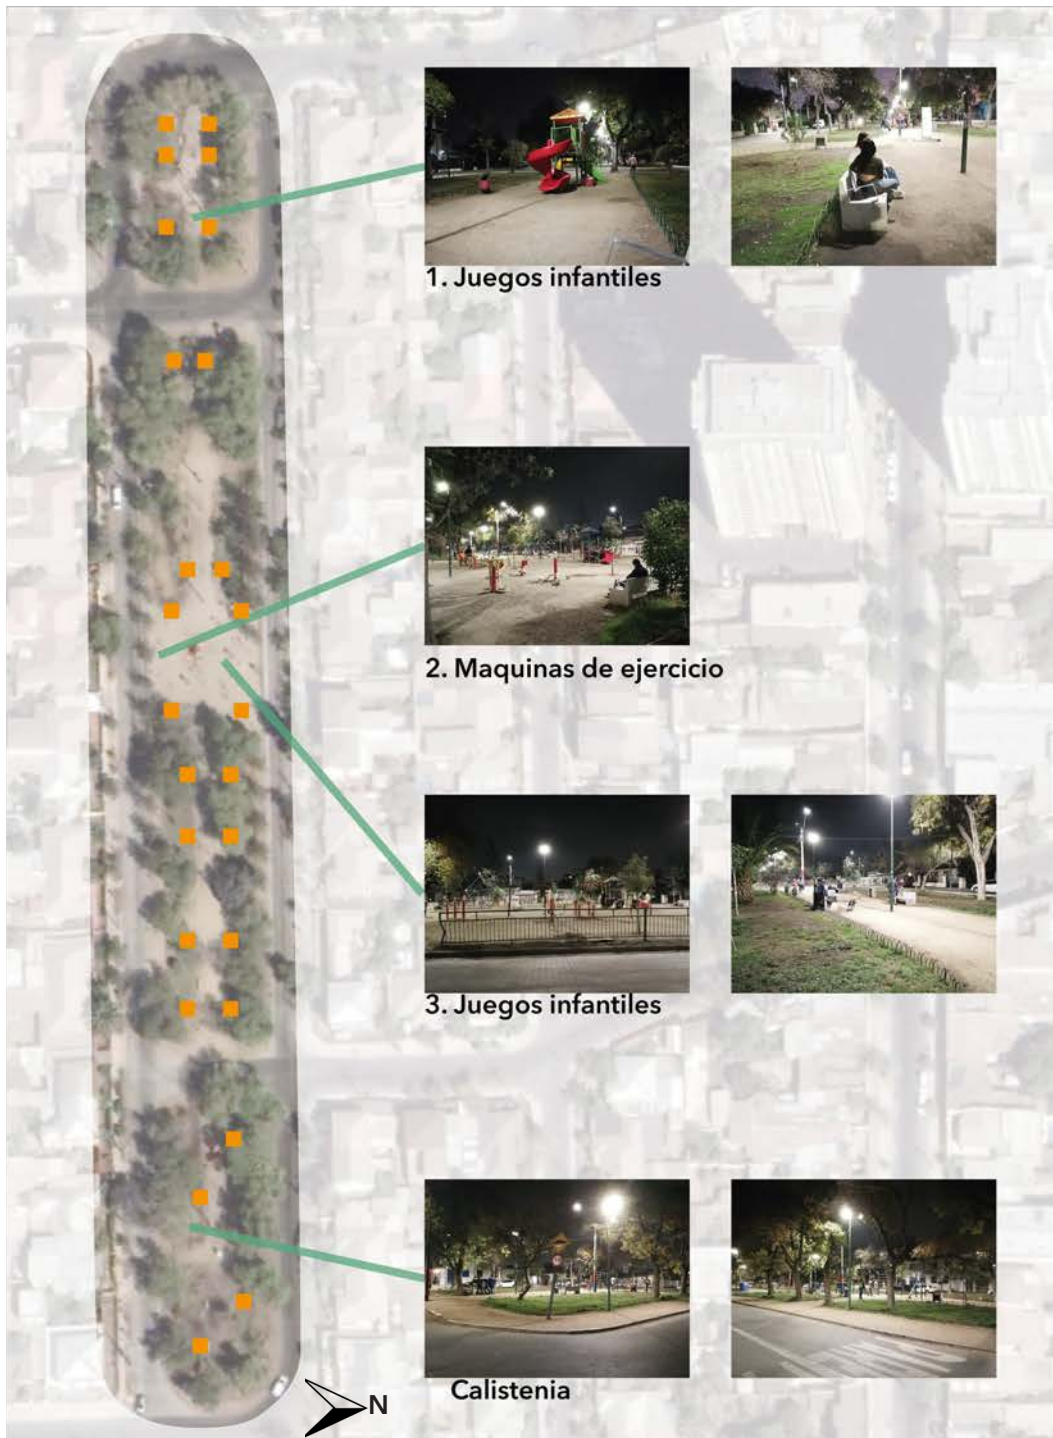 1. Juegos infantiles
2. Maquinas de ejercicio
3. Juegos infantiles
Calistenia
N